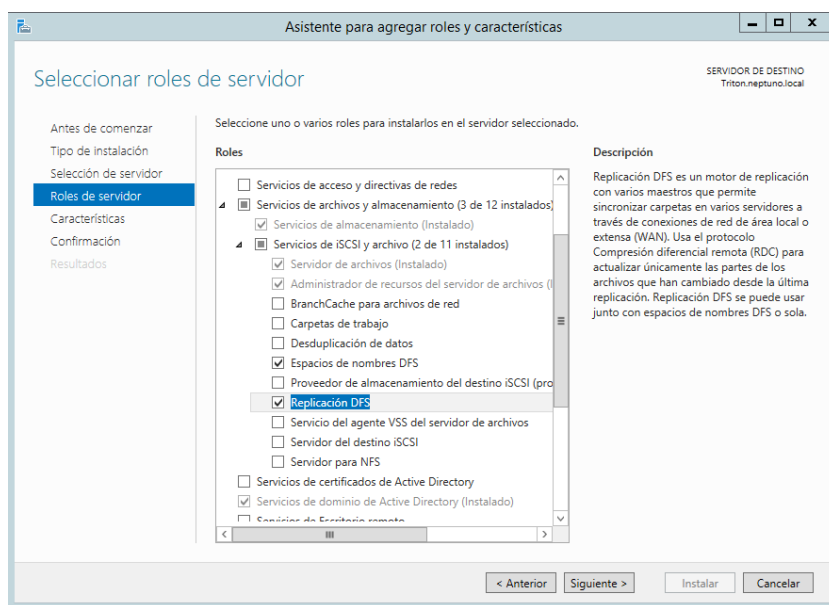 Asistente para agregar roles y características
Seleccionar roles de servidor
SERVIDOR DE DESTINO
Triton.neptuno.local
Antes de comenzar
Tipo de instalación
Selección de servidor
Roles de servidor
Características
Confirmación
Resultados
Seleccione uno o varios roles para instalarlos en el servidor seleccionado.
Roles
Servicios de acceso y directivas de redes
Servicios de archivos y almacenamiento (3 de 12 instalados)
Servicios de almacenamiento (Instalado)
Servicios de iSCSI y archivo (2 de 11 instalados)
Servidor de archivos (Instalado)
Administrador de recursos del servidor de archivos (I
BranchCache para archivos de red
Carpetas de trabajo
Desduplicación de datos
Espacios de nombres DFS
Proveedor de almacenamiento del destino iSCSI (pro
Replicación DFS
Servicio del agente VSS del servidor de archivos
Servidor del destino iSCSI
Servidor para NFS
Servicios de certificados de Active Directory
Servicios de dominio de Active Directory (Instalado)
Servicios de Escritorio remoto
Descripción
Replicación DFS es un motor de replicación
con varios maestros que permite
sincronizar carpetas en varios servidores a
través de conexiones de red de área local o
extensa (WAN). Usa el protocolo
Compresión diferencial remota (RDC) para
actualizar únicamente las partes de los
archivos que han cambiado desde la última
replicación. Replicación DFS se puede usar
junto con espacios de nombres DFS o sola.
< Anterior
Siguiente >
Instalar
Cancelar